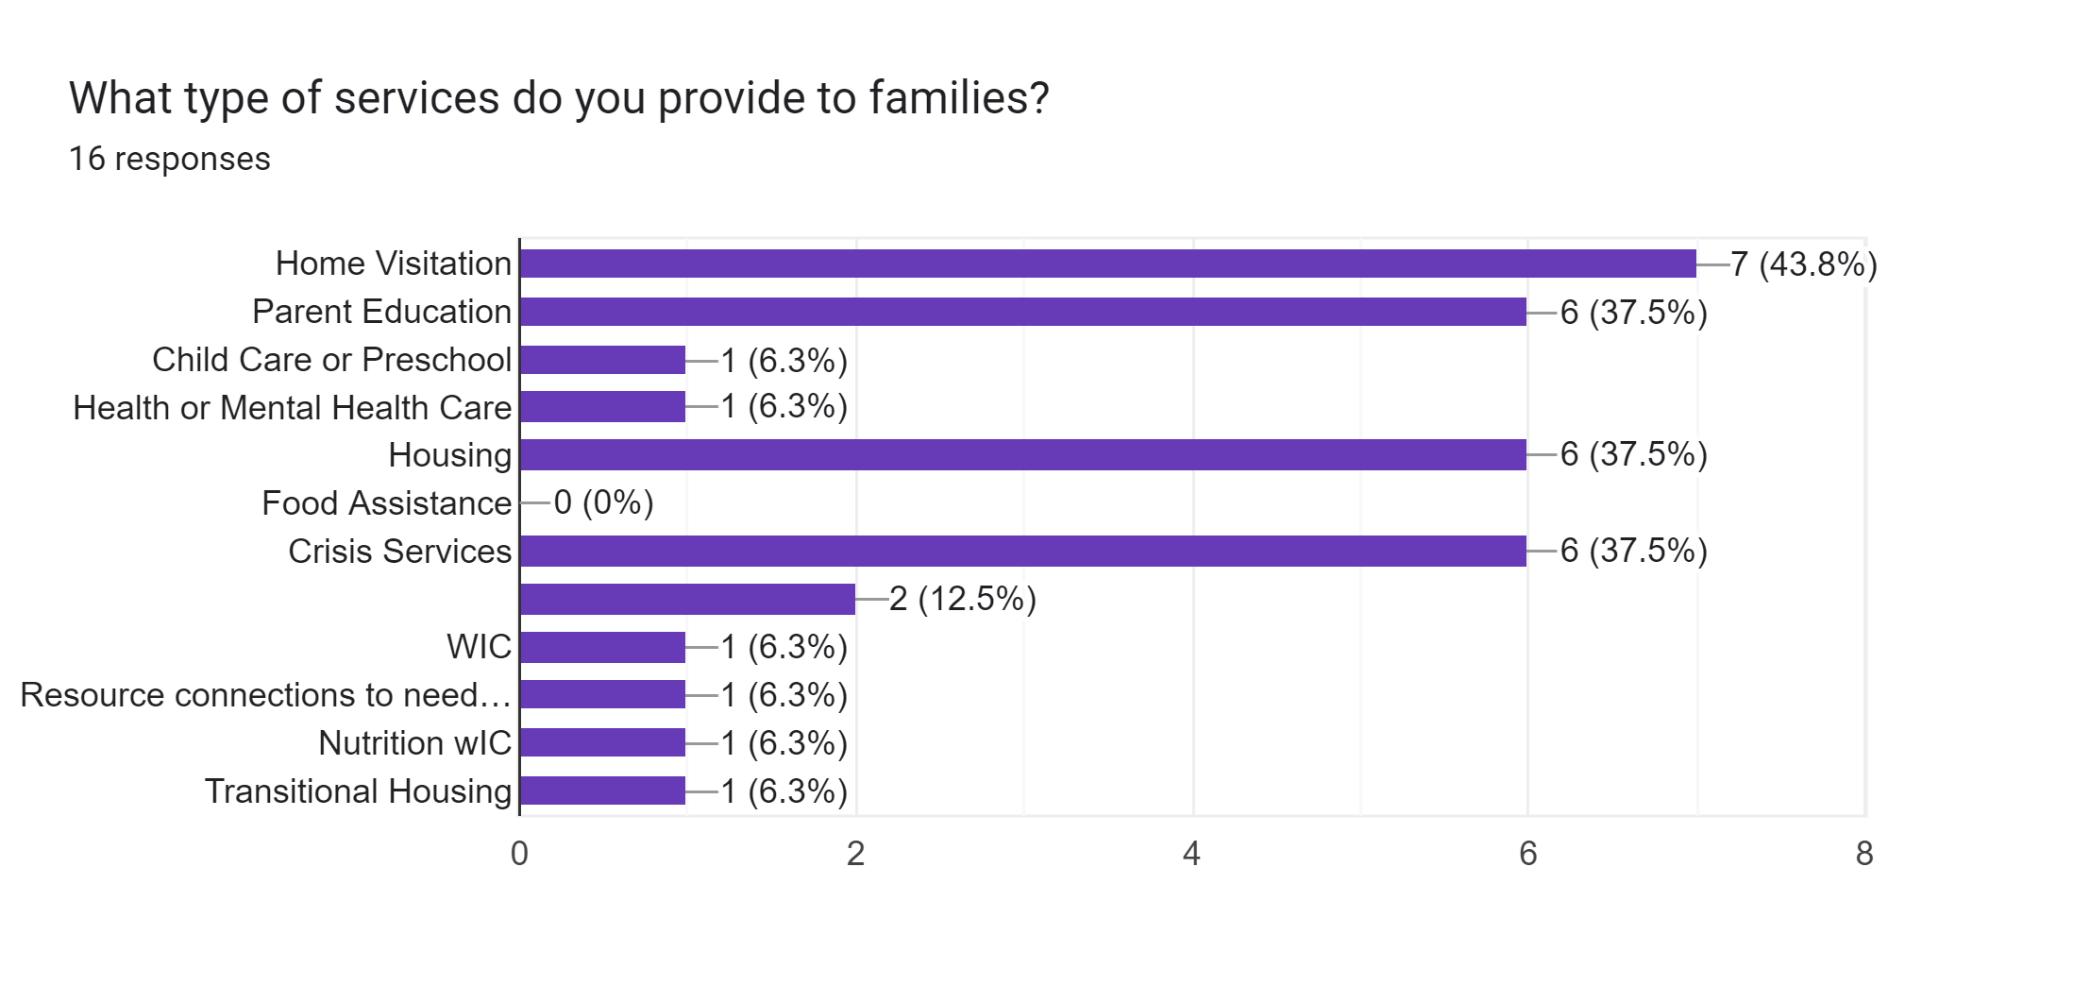 What type of services do you provide to families?
16 responses
Home Visitation 7 (43.8%)
Parent Education 6 (37.5%)
Child Care or Preschool 1 (6.3%)
Health or Mental Health Care 1 (6.3%)
Housing 6 (37.5%)
Food Assistance 0 (0%)
Crisis Services 6 (37.5%)
2 (12.5%)
WIC 1 (6.3%)
Resource connections to need… 1 (6.3%)
Nutrition wIC 1 (6.3%)
Transitional Housing 1 (6.3%)
0 2 4 6 8